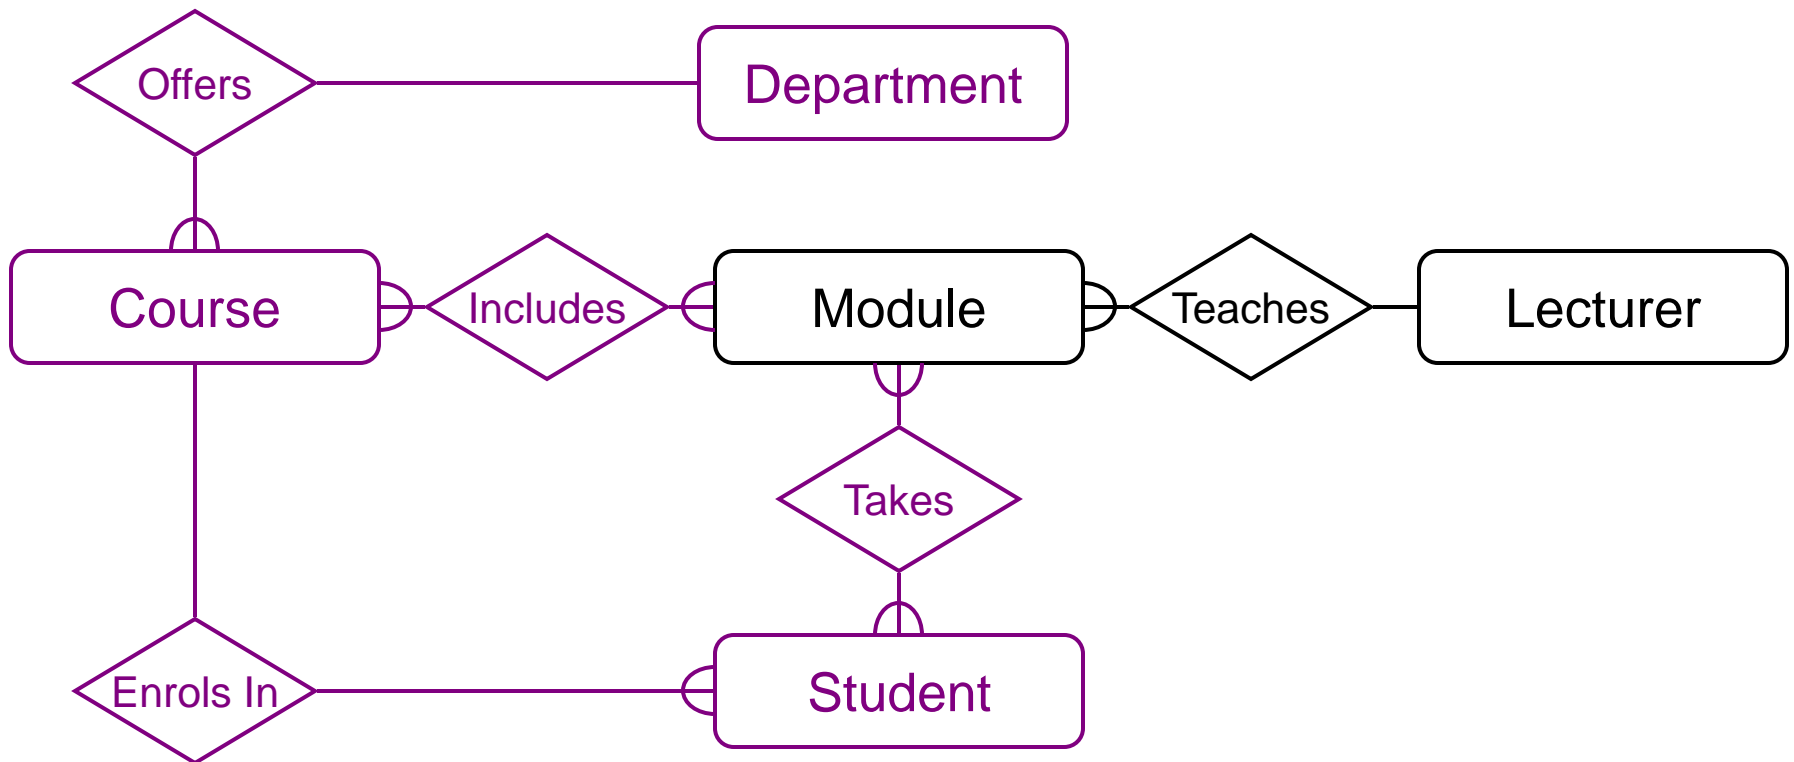 Offers
Department
Course
Includes
Module
Teaches
Lecturer
Takes
Enrols In
Student